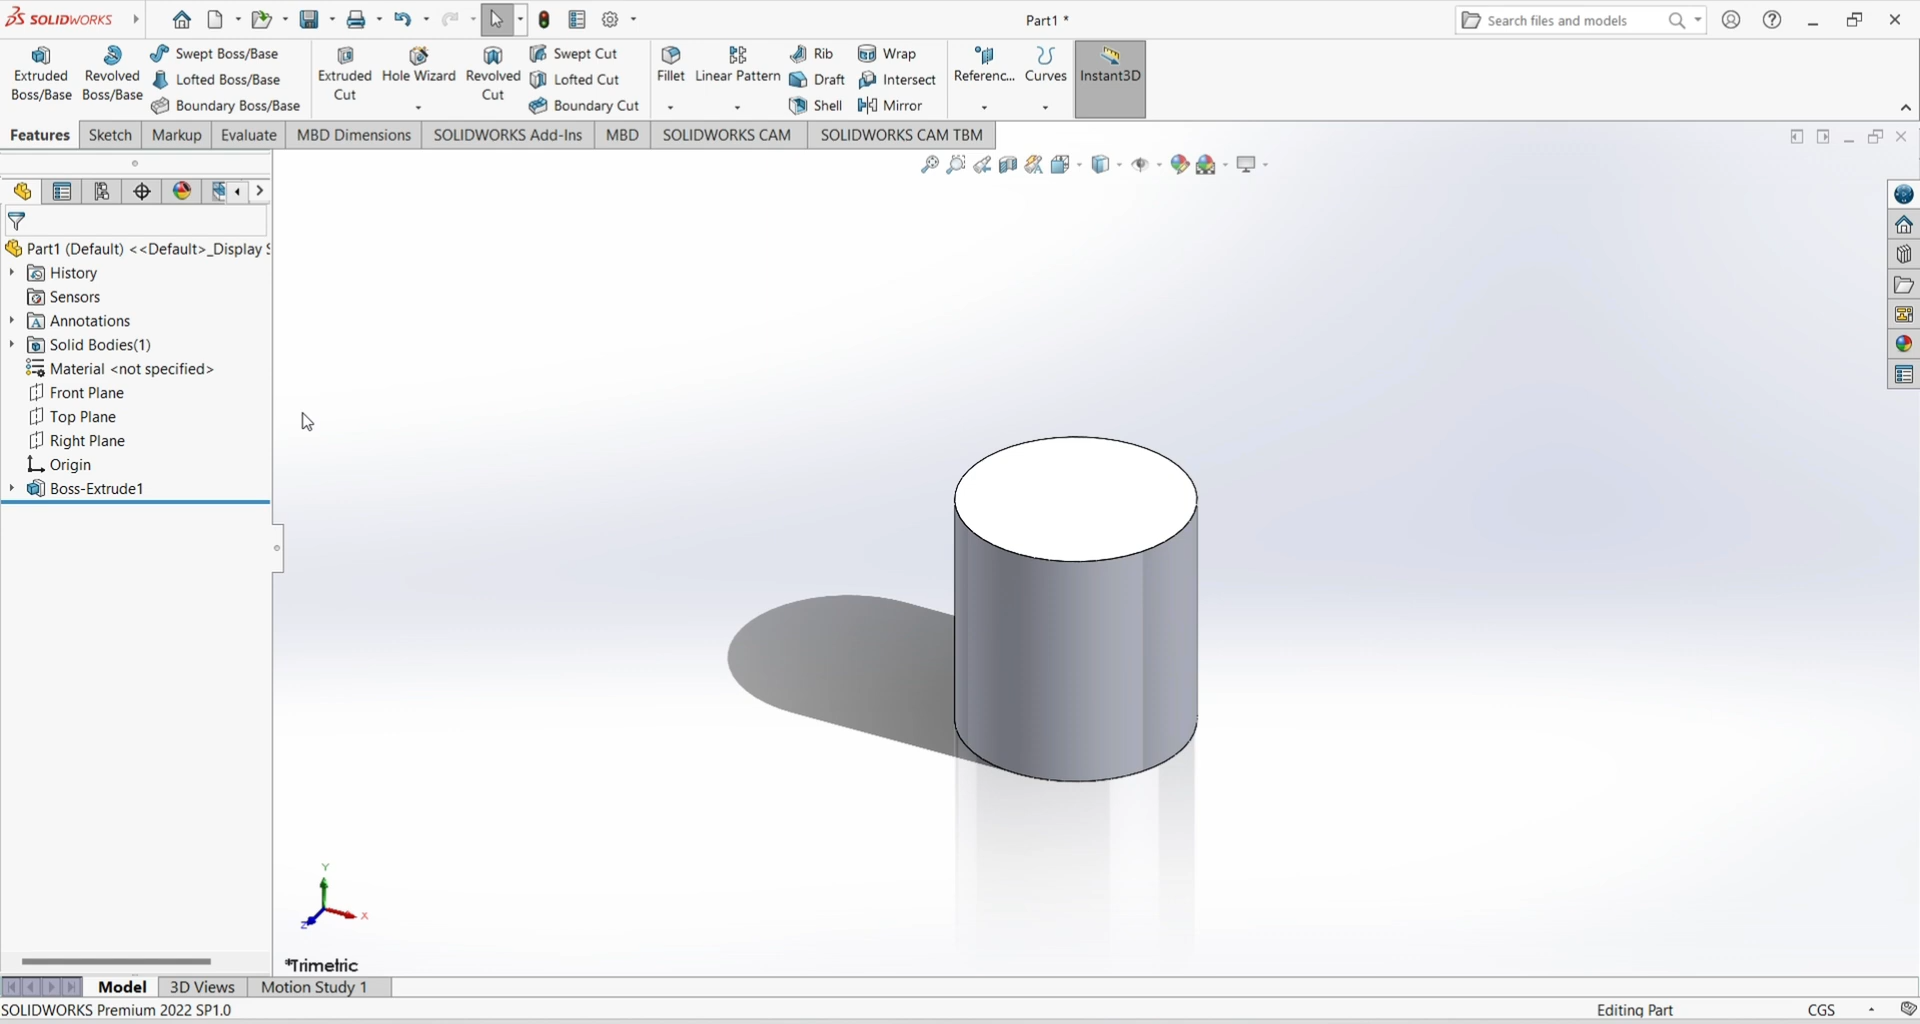 SOLIDWORKS
Part1 *
Search files and models
Extruded Boss/Base
Revolved Boss/Base
Swept Boss/Base
Lofted Boss/Base
Boundary Boss/Base
Extruded Cut
Hole Wizard
Revolved Cut
Swept Cut
Lofted Cut
Boundary Cut
Fillet
Linear Pattern
Rib
Draft
Shell
Wrap
Intersect
Mirror
Referenc...
Curves
Instant3D
Features
Sketch
Markup
Evaluate
MBD Dimensions
SOLIDWORKS Add-Ins
MBD
SOLIDWORKS CAM
SOLIDWORKS CAM TBM
Part1 (Default) <<Default>_Display S
History
Sensors
Annotations
Solid Bodies(1)
Material <not specified>
Front Plane
Top Plane
Right Plane
Origin
Boss-Extrude1
Y
X
Z
*Trimetric
Model
3D Views
Motion Study 1
SOLIDWORKS Premium 2022 SP1.0
Editing Part
CGS